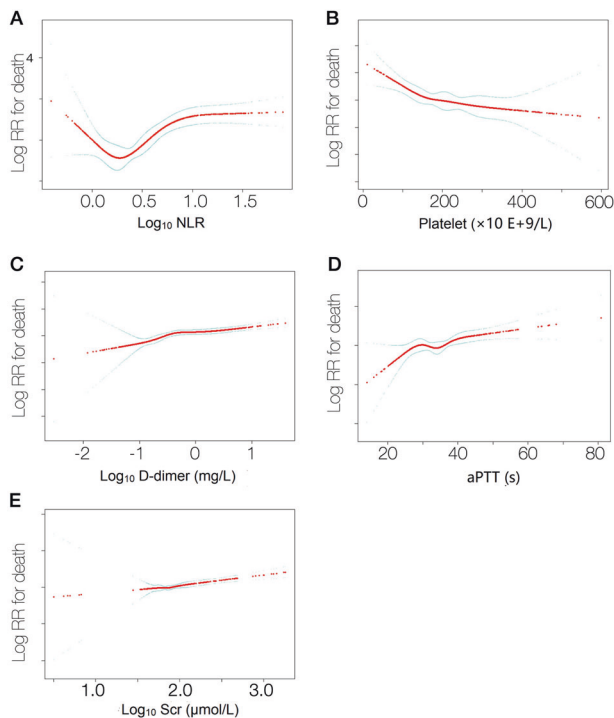 A
Log RR for death
4
0.0 0.5 1.0 1.5
Log₁₀ NLR
B
Log RR for death
0 200 400 600
Platelet (×10 E+9/L)
C
Log RR for death
-2 -1 0 1
Log₁₀ D-dimer (mg/L)
D
Log RR for death
20 40 60 80
aPTT (s)
E
Log RR for death
1.0 2.0 3.0
Log₁₀ Scr (μmol/L)